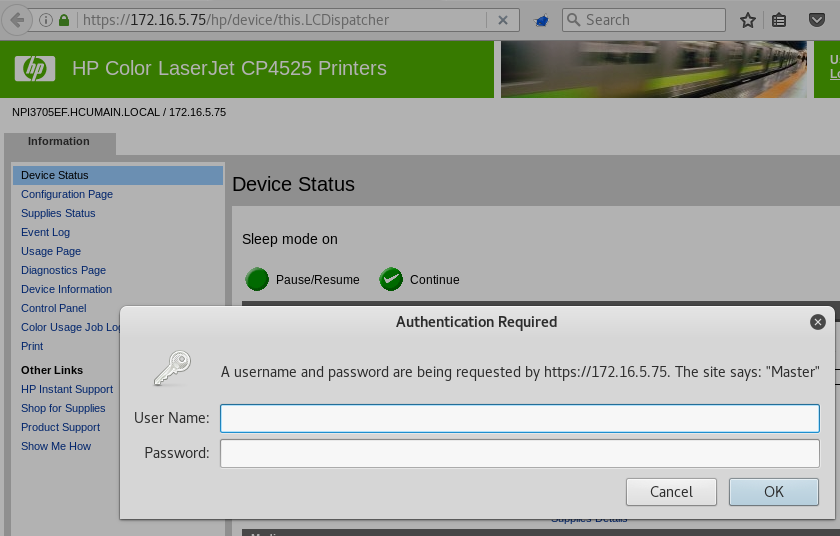 https://172.16.5.75/hp/device/this.LCDispatcher
Search
hp
HP Color LaserJet CP4525 Printers
NPI3705EF.HCUMAIN.LOCAL / 172.16.5.75
Information
Device Status
Configuration Page
Supplies Status
Event Log
Usage Page
Diagnostics Page
Device Information
Control Panel
Color Usage Job Log
Print
Other Links
HP Instant Support
Shop for Supplies
Product Support
Show Me How
Device Status
Sleep mode on
Pause/Resume
Continue
Authentication Required
A username and password are being requested by https://172.16.5.75. The site says: "Master"
User Name:
Password:
Cancel
OK
Supplies Details